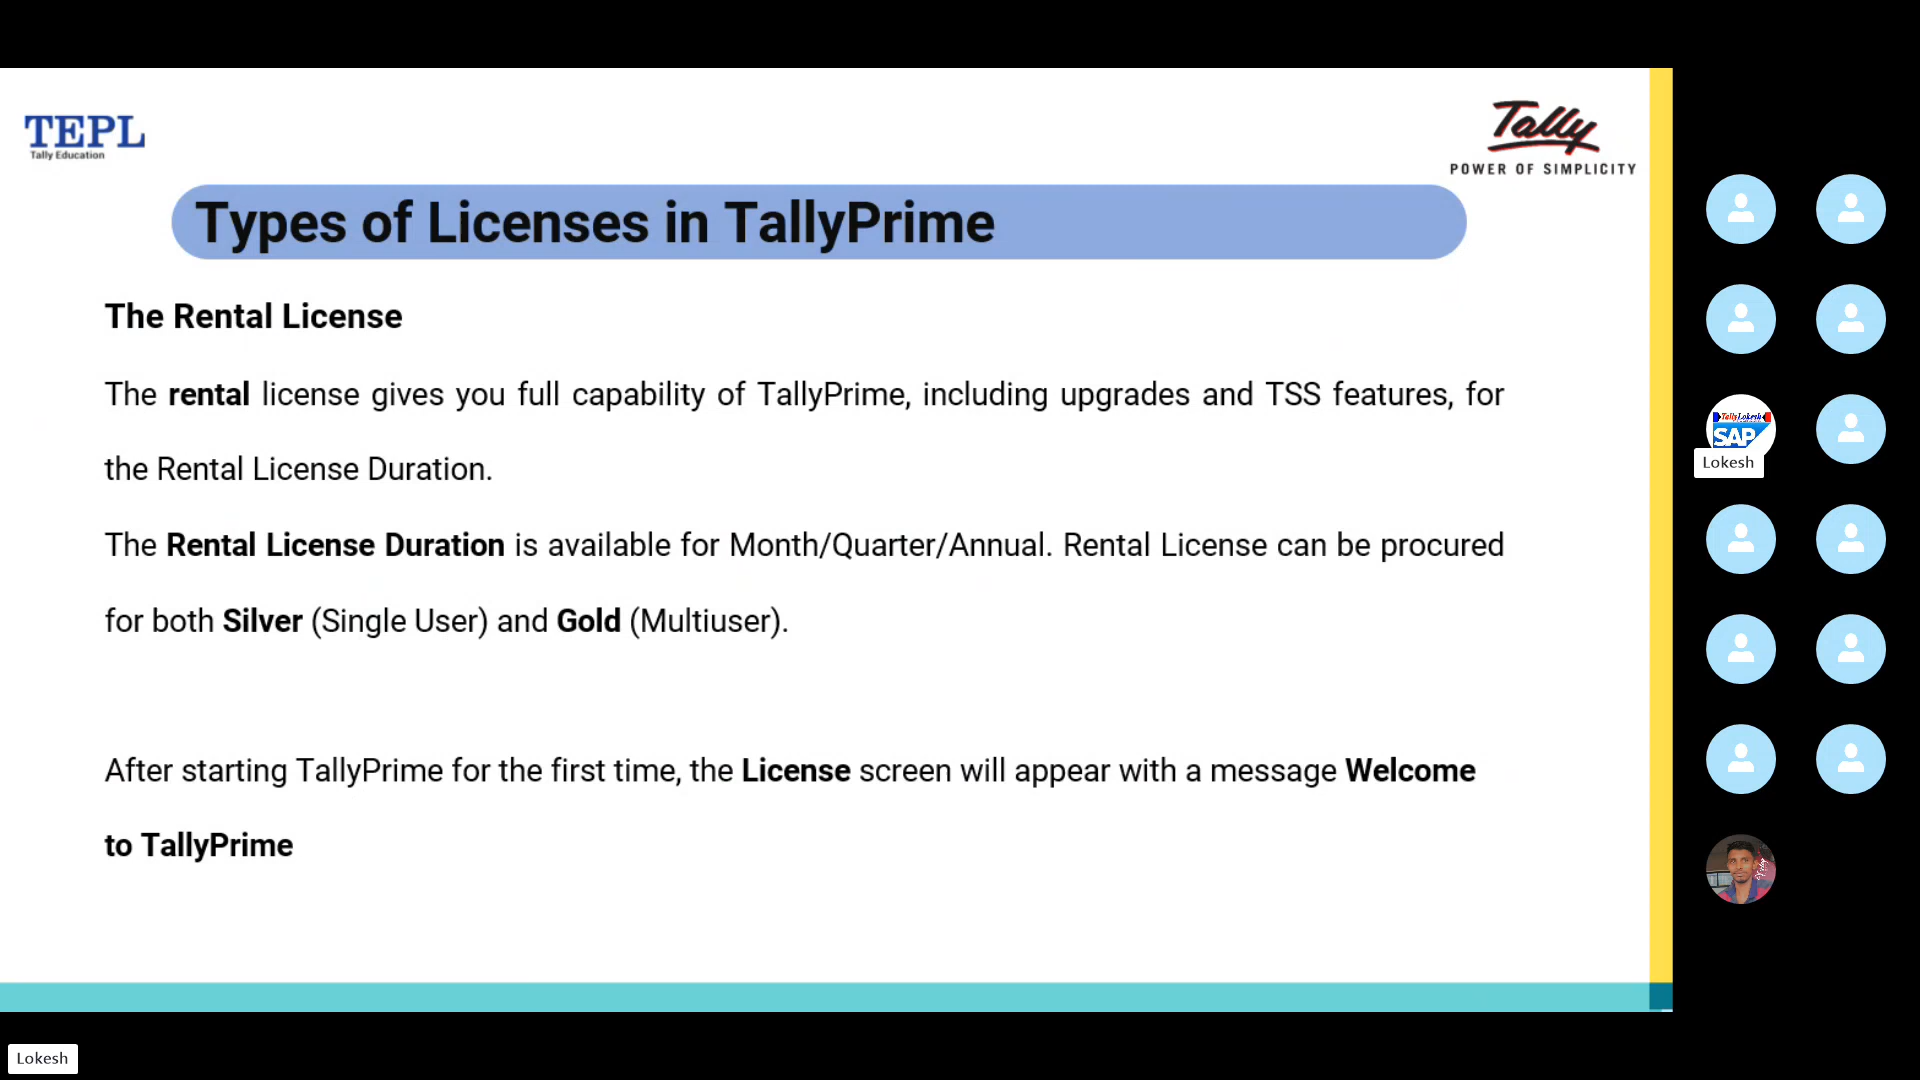 TEPL
Tally Education
Tally
POWER OF SIMPLICITY
Types of Licenses in TallyPrime
The Rental License
The rental license gives you full capability of TallyPrime, including upgrades and TSS features, for
the Rental License Duration.
The Rental License Duration is available for Month/Quarter/Annual. Rental License can be procured
for both Silver (Single User) and Gold (Multiuser).
After starting TallyPrime for the first time, the License screen will appear with a message Welcome
to TallyPrime
TallyLokesh
SAP
Lokesh
Lokesh